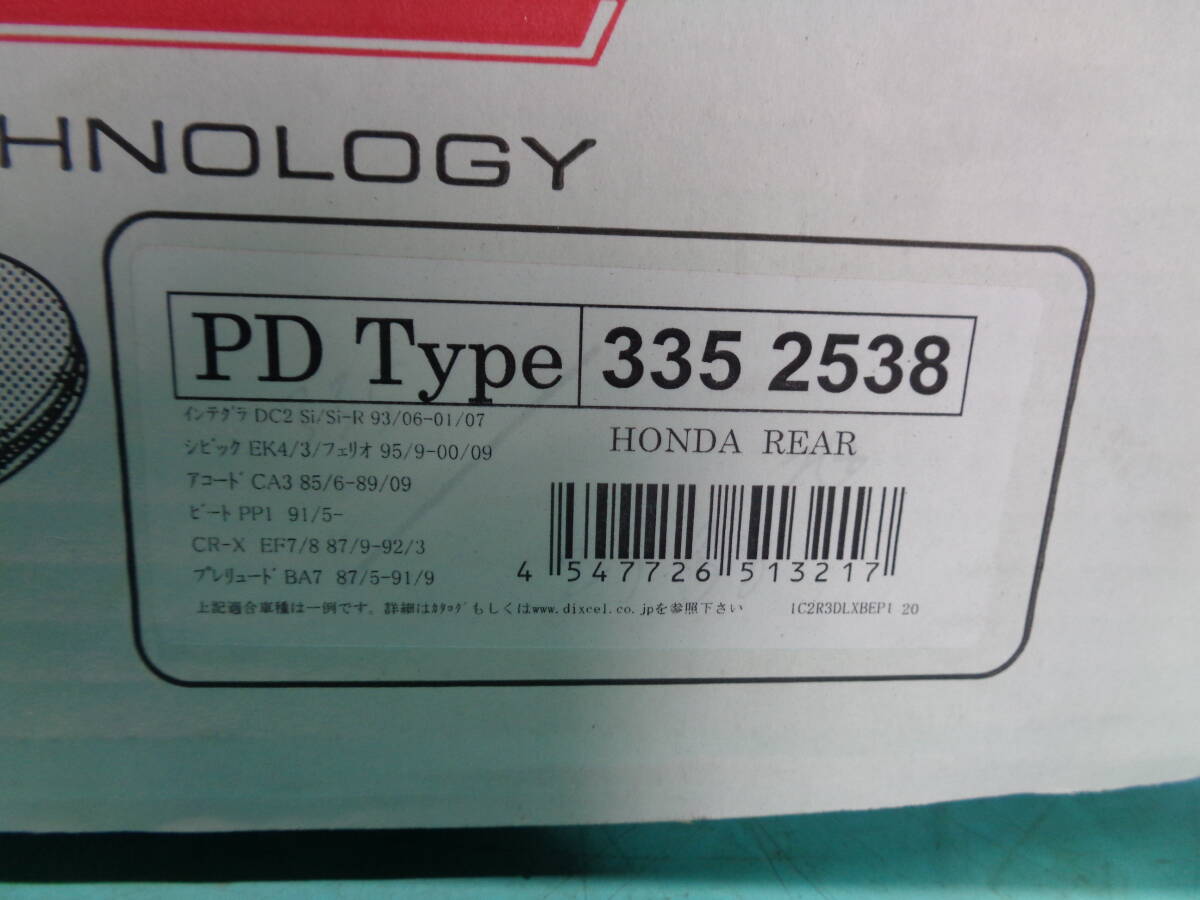 HNOLOGY
PD Type 335 2538
ｲﾝﾃｸﾞﾗ DC2 Si/Si-R 93/06-01/07
HONDA REAR
ｼﾋﾞｯｸ EK4/3/ﾌｪﾘｵ 95/9-00/09
ｱｺｰﾄﾞ CA3 85/6-89/09
ﾋﾞｰﾄ PP1 91/5-
CR-X EF7/8 87/9-92/3
ﾌﾟﾚﾘｭｰﾄﾞ BA7 87/5-91/9
4 547726 513217
上記適合車種は一例です。詳細はｶﾀﾛｸﾞもしくはwww.dixcel.co.jpを参照下さい
1C2R3DLXBEP1 20